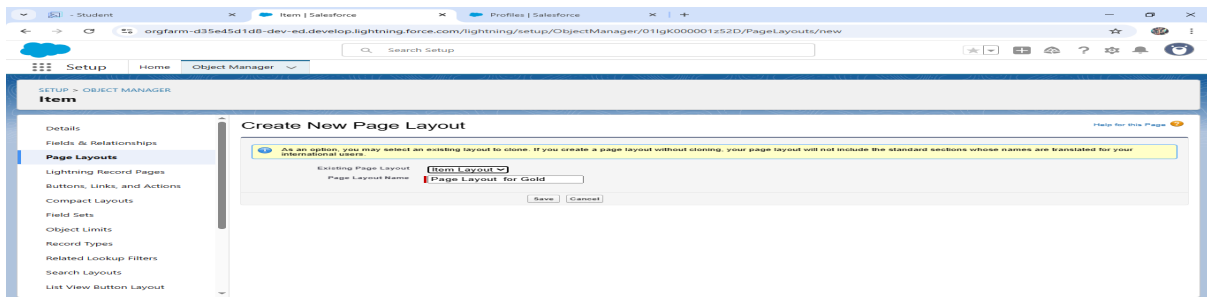 - Student
Item | Salesforce
Profiles | Salesforce
orgfarm-d35e45d1d8-dev-ed.develop.lightning.force.com/lightning/setup/ObjectManager/01IgK000001z52D/PageLayouts/new
Search Setup
Setup Home Object Manager
SETUP > OBJECT MANAGER
Item
Details
Fields & Relationships
Page Layouts
Lightning Record Pages
Buttons, Links, and Actions
Compact Layouts
Field Sets
Object Limits
Record Types
Related Lookup Filters
Search Layouts
List View Button Layout
Create New Page Layout
Help for this Page
As an option, you may select an existing layout to clone. If you create a page layout without cloning, your page layout will not include the standard sections whose names are translated for your
international users.
Existing Page Layout Item Layout
Page Layout Name Page Layout for Gold
Save Cancel